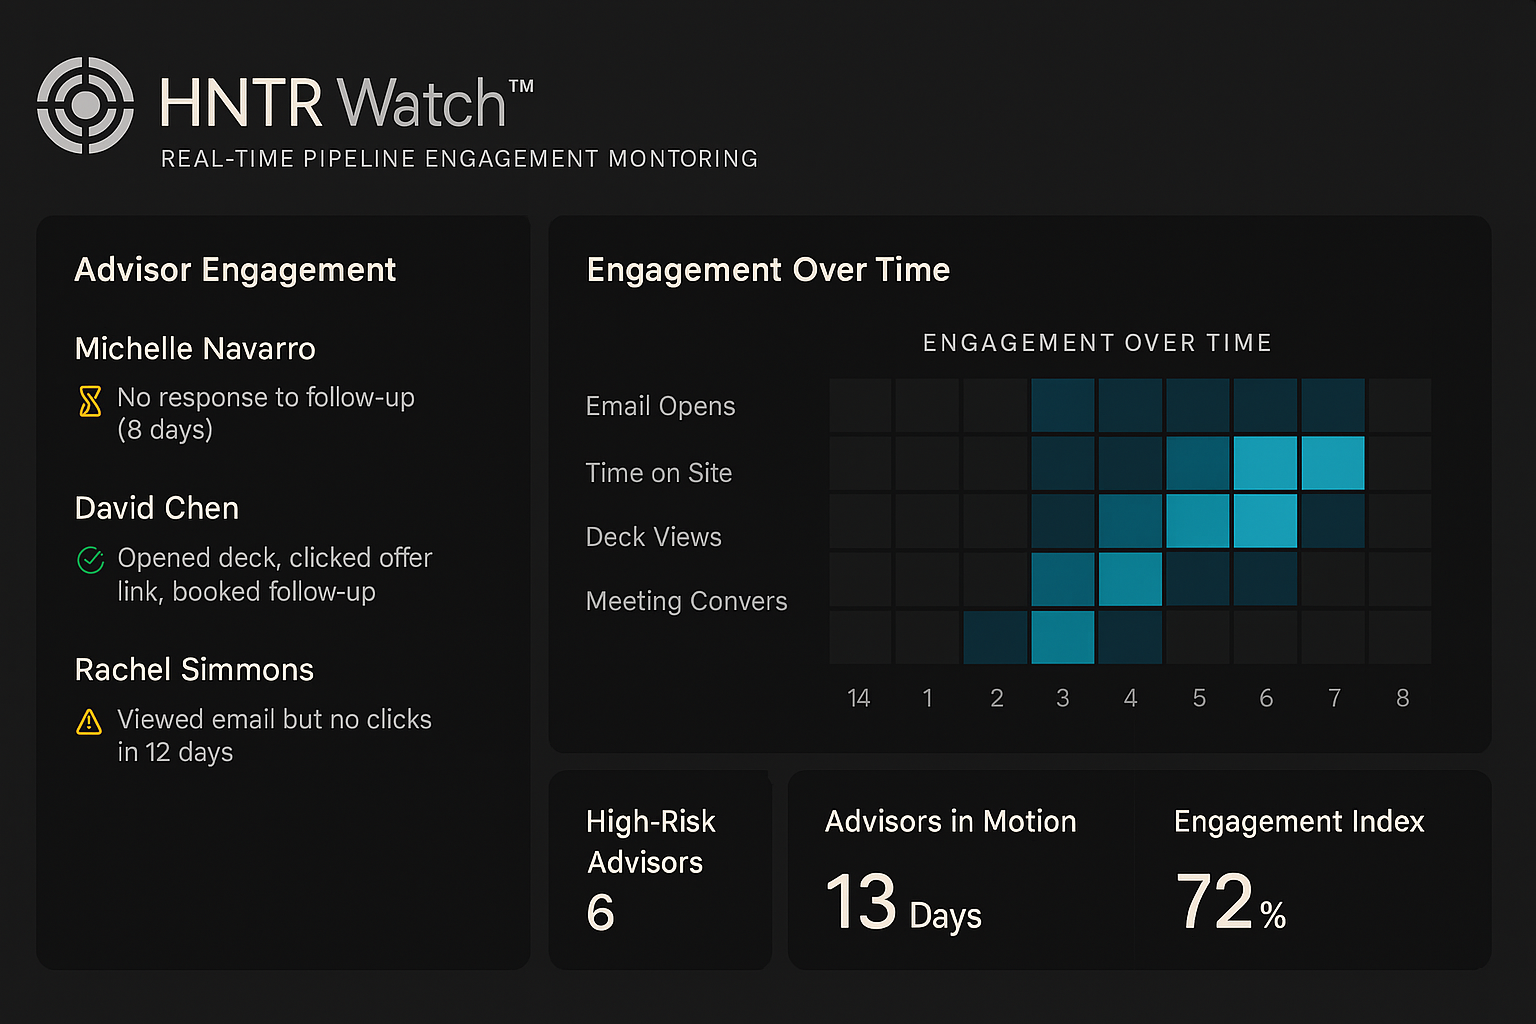 HNTR Watch™
REAL-TIME PIPELINE ENGAGEMENT MONTORING
Advisor Engagement
Michelle Navarro
No response to follow-up
(8 days)
David Chen
Opened deck, clicked offer
link, booked follow-up
Rachel Simmons
Viewed email but no clicks
in 12 days
Engagement Over Time
ENGAGEMENT OVER TIME
Email Opens
Time on Site
Deck Views
Meeting Convers
14 1 2 3 4 5 6 7 8
High-Risk
Advisors
6
Advisors in Motion
13 Days
Engagement Index
72%